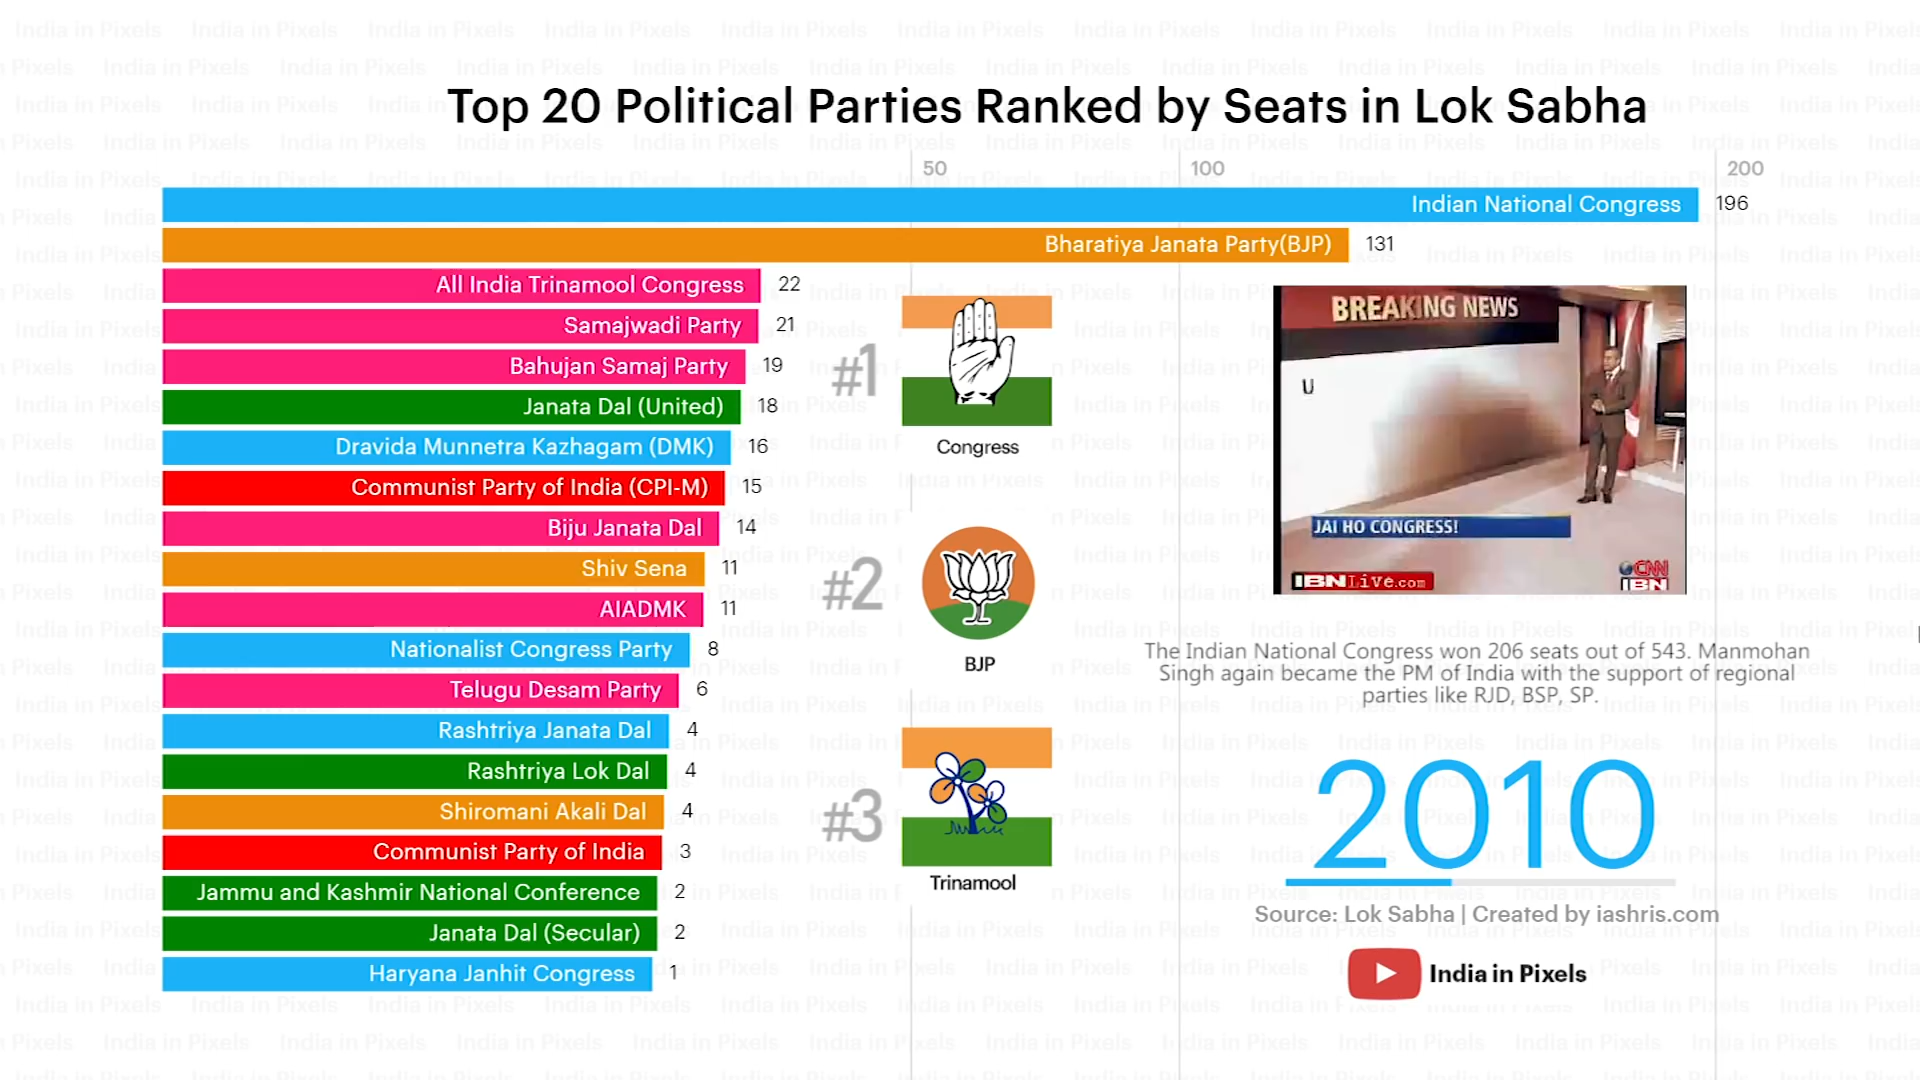 Top 20 Political Parties Ranked by Seats in Lok Sabha
50 100 200
Indian National Congress 196
Bharatiya Janata Party(BJP) 131
All India Trinamool Congress 22
Samajwadi Party 21
Bahujan Samaj Party 19
Janata Dal (United) 18
Dravida Munnetra Kazhagam (DMK) 16
Communist Party of India (CPI-M) 15
Biju Janata Dal 14
Shiv Sena 11
AIADMK 11
Nationalist Congress Party 8
Telugu Desam Party 6
Rashtriya Janata Dal 4
Rashtriya Lok Dal 4
Shiromani Akali Dal 4
Communist Party of India 3
Jammu and Kashmir National Conference 2
Janata Dal (Secular) 2
Haryana Janhit Congress 1
#1
Congress
#2
BJP
#3
Trinamool
BREAKING NEWS
U
JAI HO CONGRESS!
IBNLive.com
CNN
IBN
The Indian National Congress won 206 seats out of 543. Manmohan
Singh again became the PM of India with the support of regional
parties like RJD, BSP, SP.
2010
Source: Lok Sabha | Created by iashris.com
India in Pixels